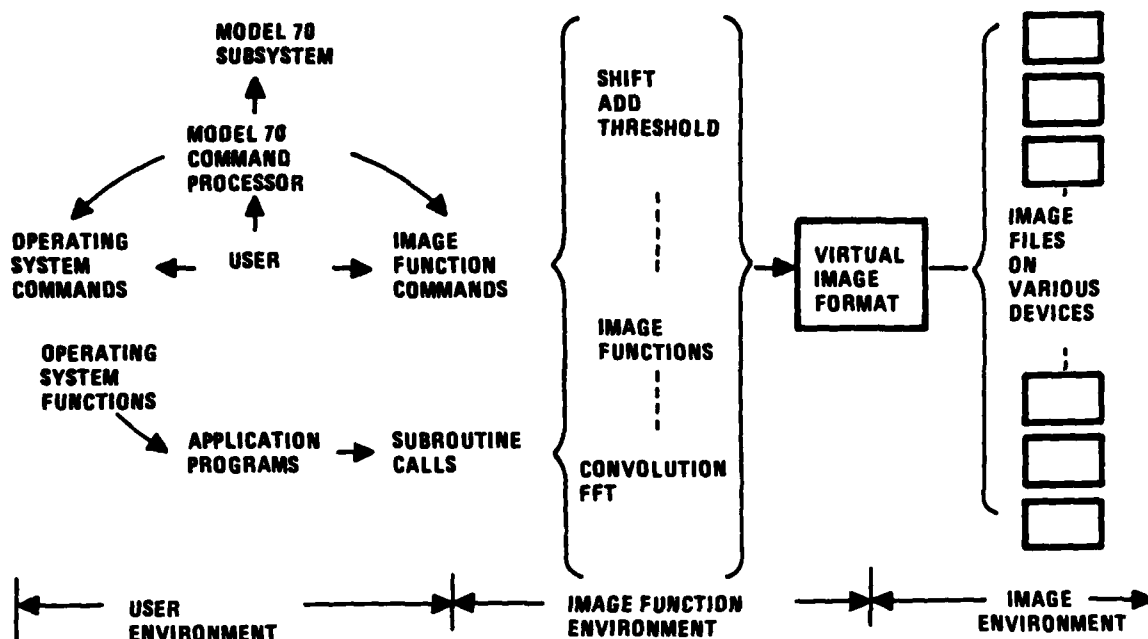 MODEL 70
SUBSYSTEM
MODEL 70
COMMAND
PROCESSOR
OPERATING
SYSTEM
COMMANDS
USER
IMAGE
FUNCTION
COMMANDS
OPERATING
SYSTEM
FUNCTIONS
APPLICATION
PROGRAMS
SUBROUTINE
CALLS
SHIFT
ADD
THRESHOLD
IMAGE
FUNCTIONS
CONVOLUTION
FFT
VIRTUAL
IMAGE
FORMAT
IMAGE
FILES
ON
VARIOUS
DEVICES
USER
ENVIRONMENT
IMAGE FUNCTION
ENVIRONMENT
IMAGE
ENVIRONMENT